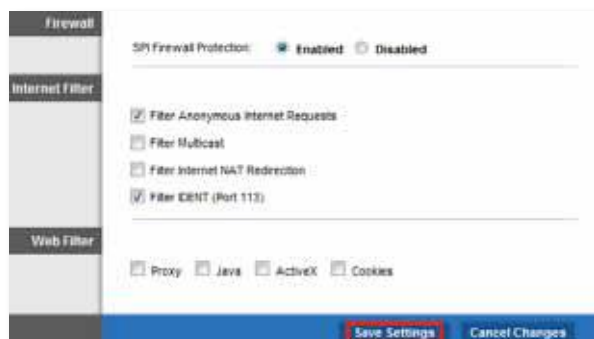 Firewall
SPI Firewall Protection: Enabled Disabled
Internet Filter
Filter Anonymous Internet Requests
Filter Multicast
Filter Internet NAT Redirection
Filter IDENT (Port 113)
Web Filter
Proxy Java ActiveX Cookies
Save Settings Cancel Changes